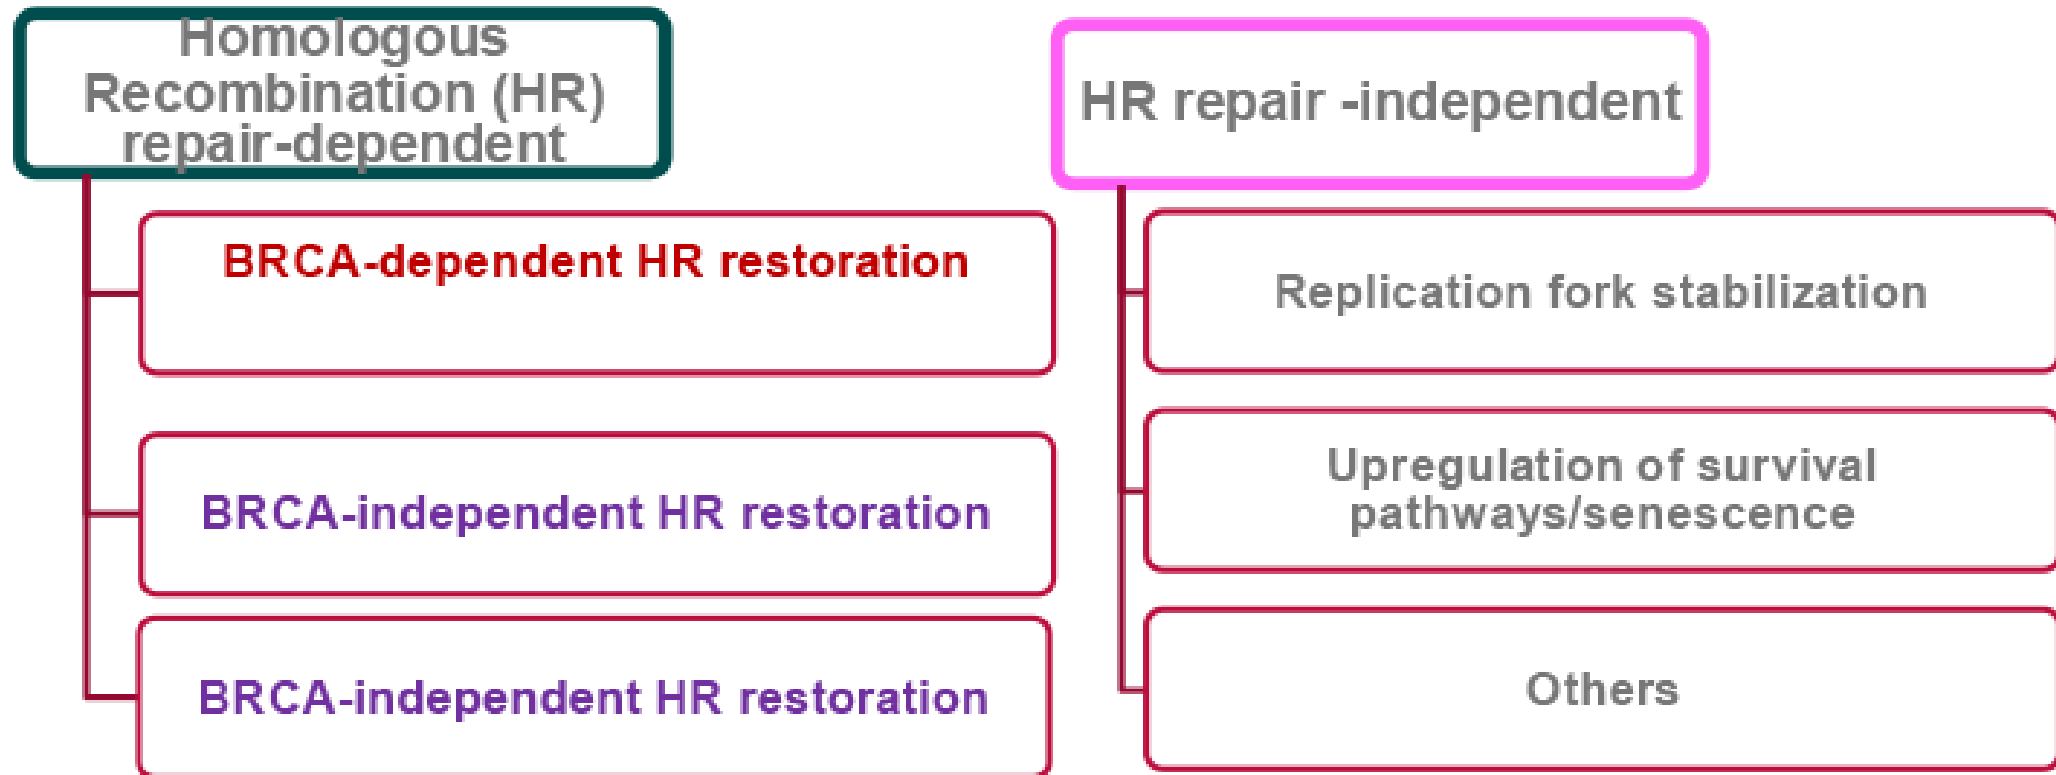 Homologous
Recombination (HR)
repair-dependent
BRCA-dependent HR restoration
BRCA-independent HR restoration
BRCA-independent HR restoration
HR repair -independent
Replication fork stabilization
Upregulation of survival
pathways/senescence
Others